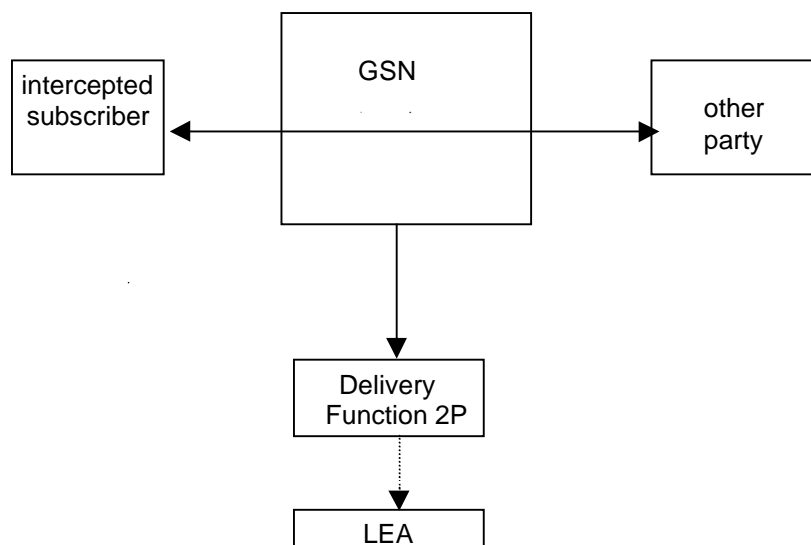 GSN
intercepted
subscriber
other
party
Delivery
Function 2P
LEA